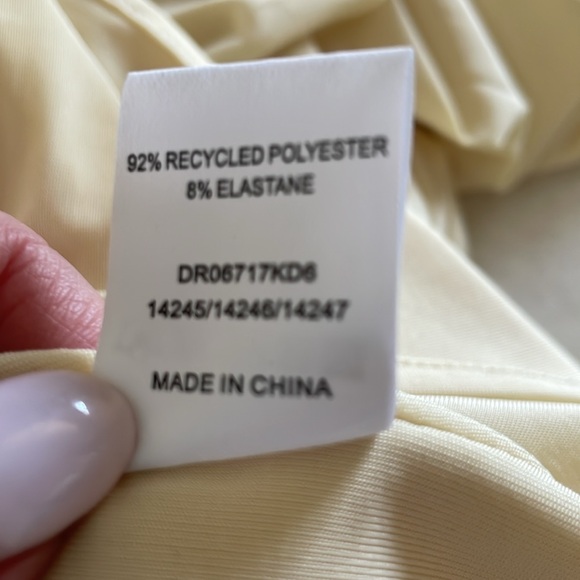 92% RECYCLED POLYESTER
8% ELASTANE
DR06717KD6
14245/14246/14247
MADE IN CHINA